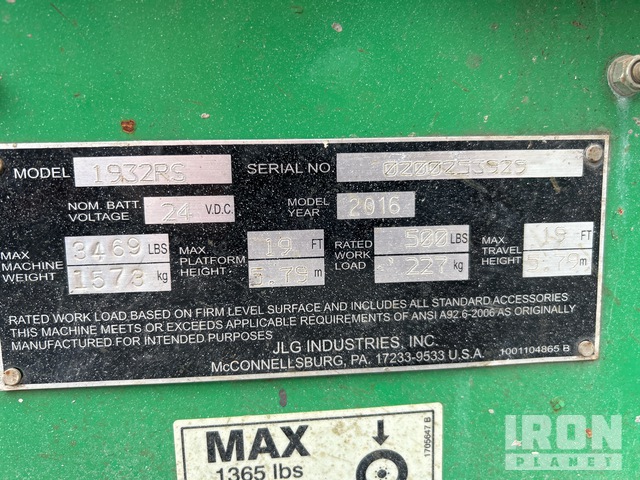 MODEL 1932RS SERIAL NO. 0200253929
NOM. BATT. VOLTAGE 24 V.D.C. MODEL YEAR 2016
MAX MACHINE WEIGHT 3469 LBS 1573 kg MAX. PLATFORM HEIGHT 19 FT 5.79 m RATED WORK LOAD 500 LBS 227 kg MAX TRAVEL HEIGHT 19 FT 5.79 m
RATED WORK LOAD BASED ON FIRM LEVEL SURFACE AND INCLUDES ALL STANDARD ACCESSORIES
THIS MACHINE MEETS OR EXCEEDS APPLICABLE REQUIREMENTS OF ANSI A92.6-2006 AS ORIGINALLY
MANUFACTURED FOR INTENDED PURPOSES
JLG INDUSTRIES, INC.
McCONNELLSBURG, PA. 17233-9533 U.S.A.
1001104865 B
MAX
1365 lbs
1705647 B
IRON
PLANET